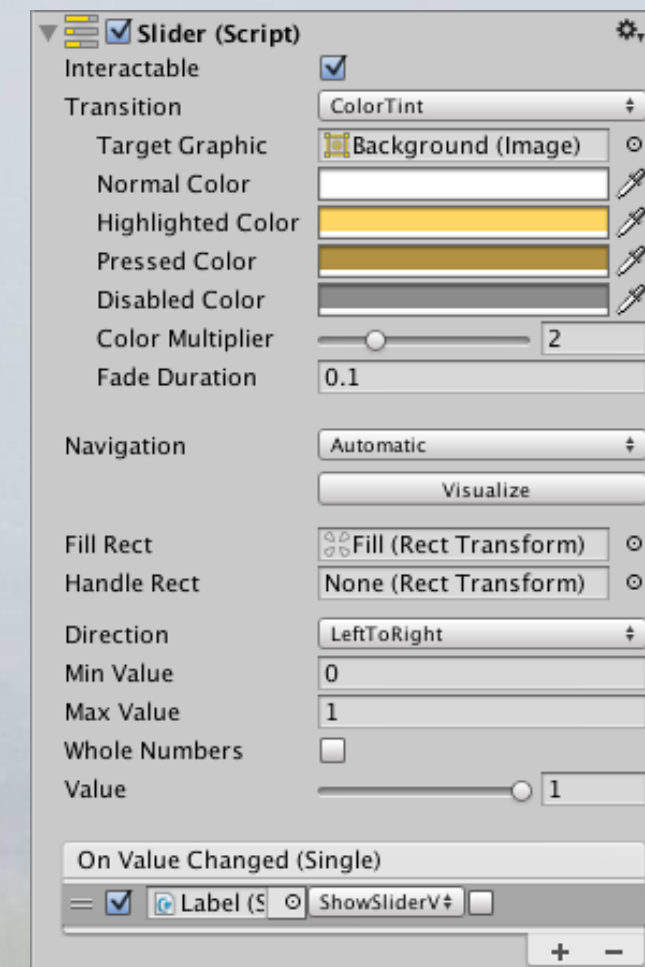 Slider (Script)
Interactable
Transition ColorTint
Target Graphic Background (Image)
Normal Color
Highlighted Color
Pressed Color
Disabled Color
Color Multiplier 2
Fade Duration 0.1
Navigation Automatic
Visualize
Fill Rect Fill (Rect Transform)
Handle Rect None (Rect Transform)
Direction LeftToRight
Min Value 0
Max Value 1
Whole Numbers
Value 1
On Value Changed (Single)
Label (S ShowSliderV
+ −